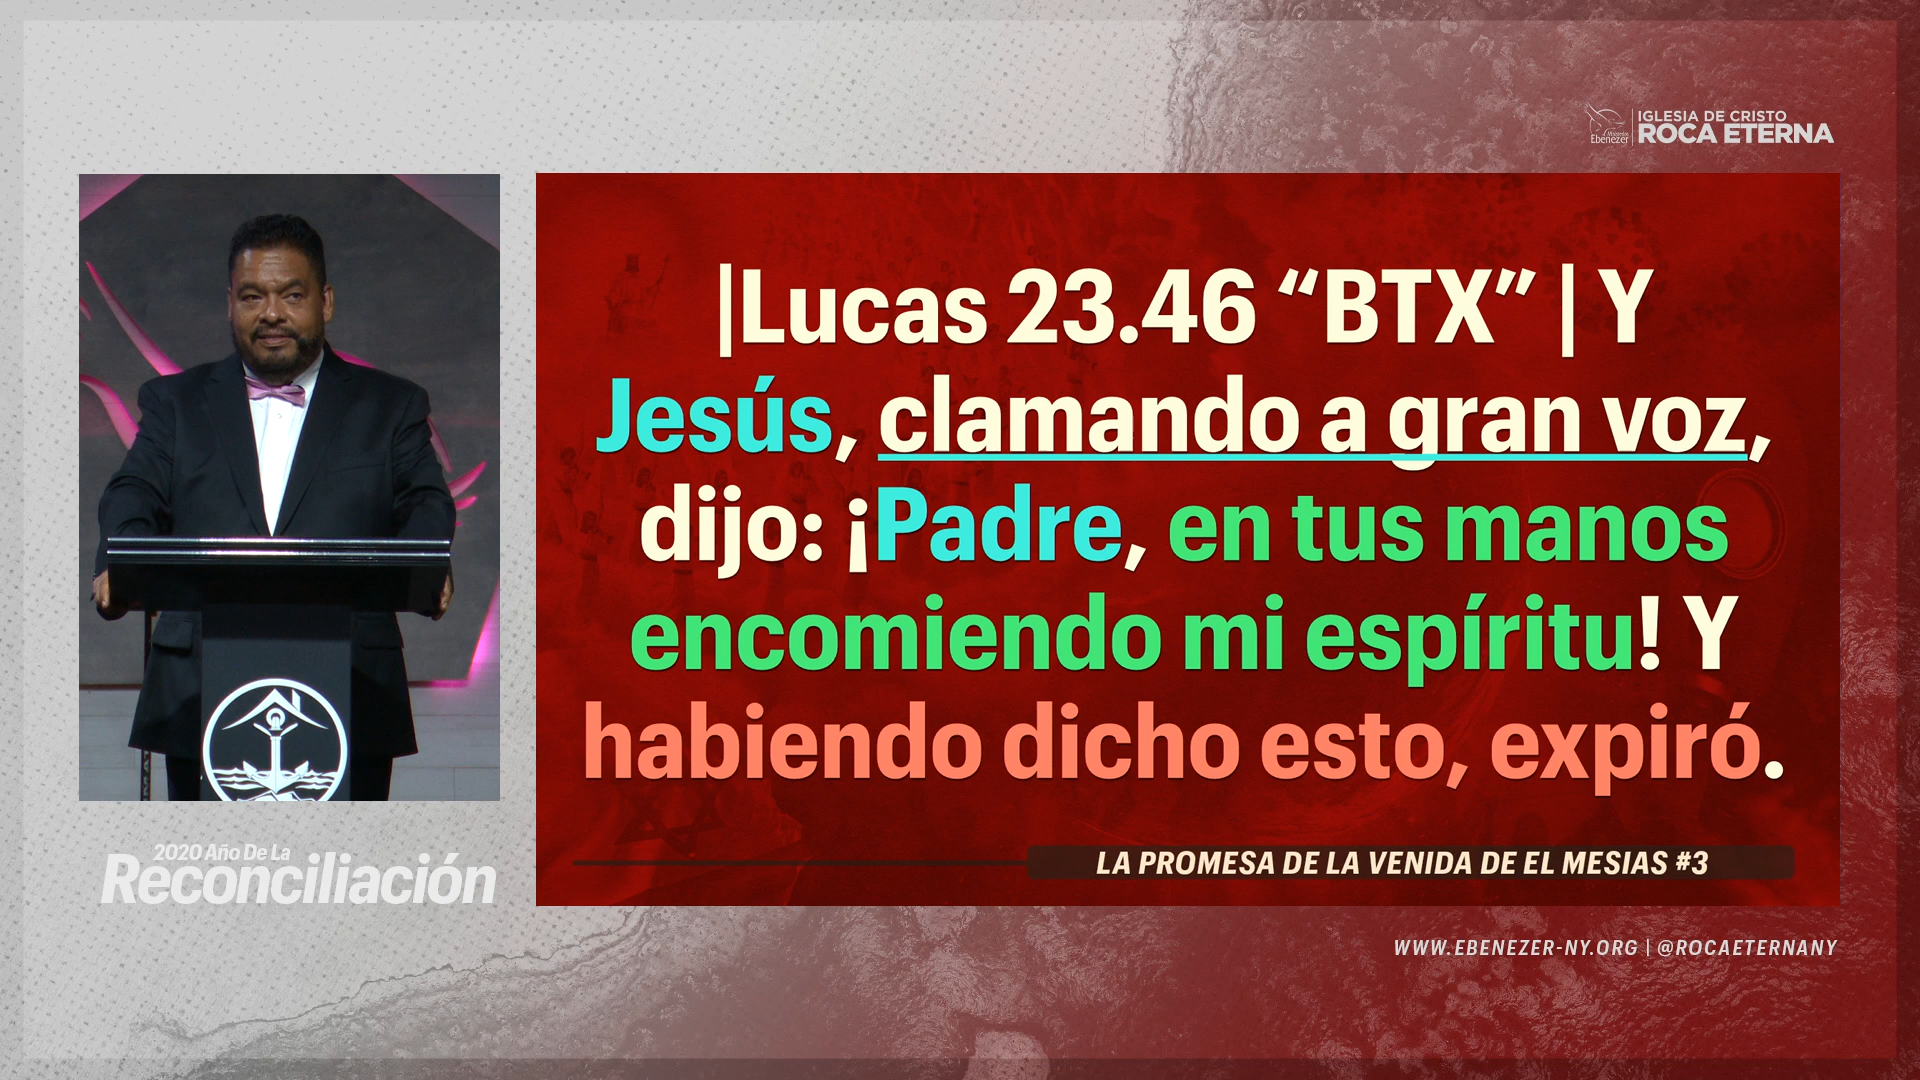 IGLESIA DE CRISTO
ROCA ETERNA
Ministerios
Ebenezer
|Lucas 23.46 “BTX” | Y
Jesús, clamando a gran voz,
dijo: ¡Padre, en tus manos
encomiendo mi espíritu! Y
habiendo dicho esto, expiró.
LA PROMESA DE LA VENIDA DE EL MESIAS #3
2020 Año De La
Reconciliación
WWW.EBENEZER-NY.ORG | @ROCAETERNANY